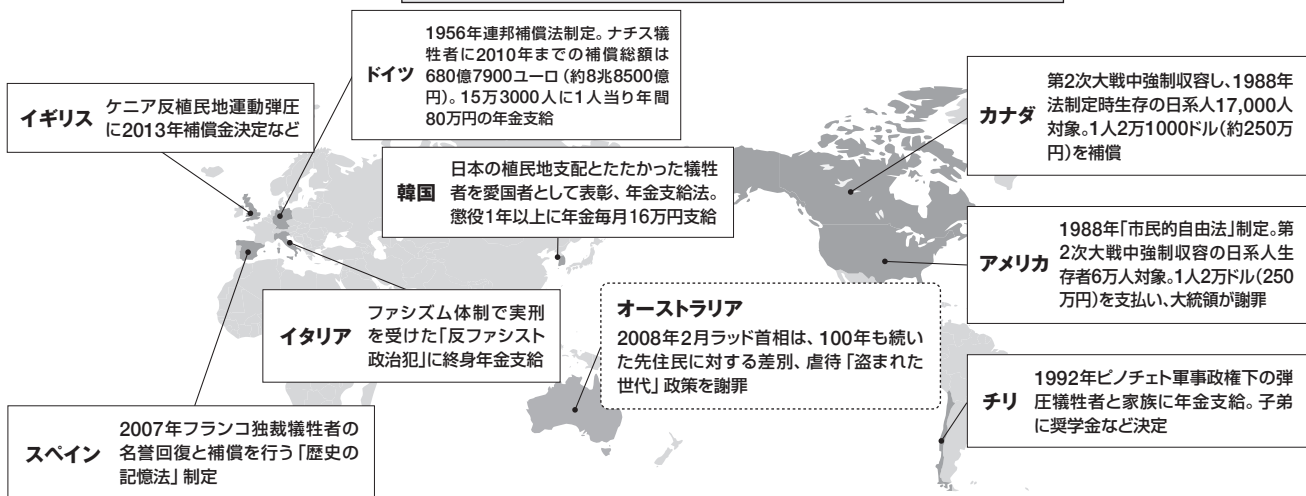 1956年連邦補償法制定。ナチス犠
牲者に2010年までの補償総額は
ドイツ 680億7900ユーロ(約8兆8500億
円)。15万3000人に1人当り年間
80万円の年金支給
イギリス ケニア反植民地運動弾圧
に2013年補償金決定など
第2次大戦中強制収容し、1988年
カナダ 法制定時生存の日系人17,000人
対象。1人2万1000ドル(約250万
円)を補償
日本の植民地支配とたたかった犠牲
韓国 者を愛国者として表彰、年金支給法。
懲役1年以上に年金毎月16万円支給
1988年「市民的自由法」制定。第
アメリカ 2次大戦中強制収容の日系人生
存者6万人対象。1人2万ドル(250
万円)を支払い、大統領が謝罪
ファシズム体制で実刑
イタリア を受けた「反ファシスト
政治犯」に終身年金支給
オーストラリア
2008年2月ラッド首相は、100年も続い
た先住民に対する差別、虐待「盗まれた
世代」政策を謝罪
1992年ピノチェト軍事政権下の弾
チリ 圧犠牲者と家族に年金支給。子弟
に奨学金など決定
2007年フランコ独裁犠牲者の
スペイン 名誉回復と補償を行う「歴史の
記憶法」制定